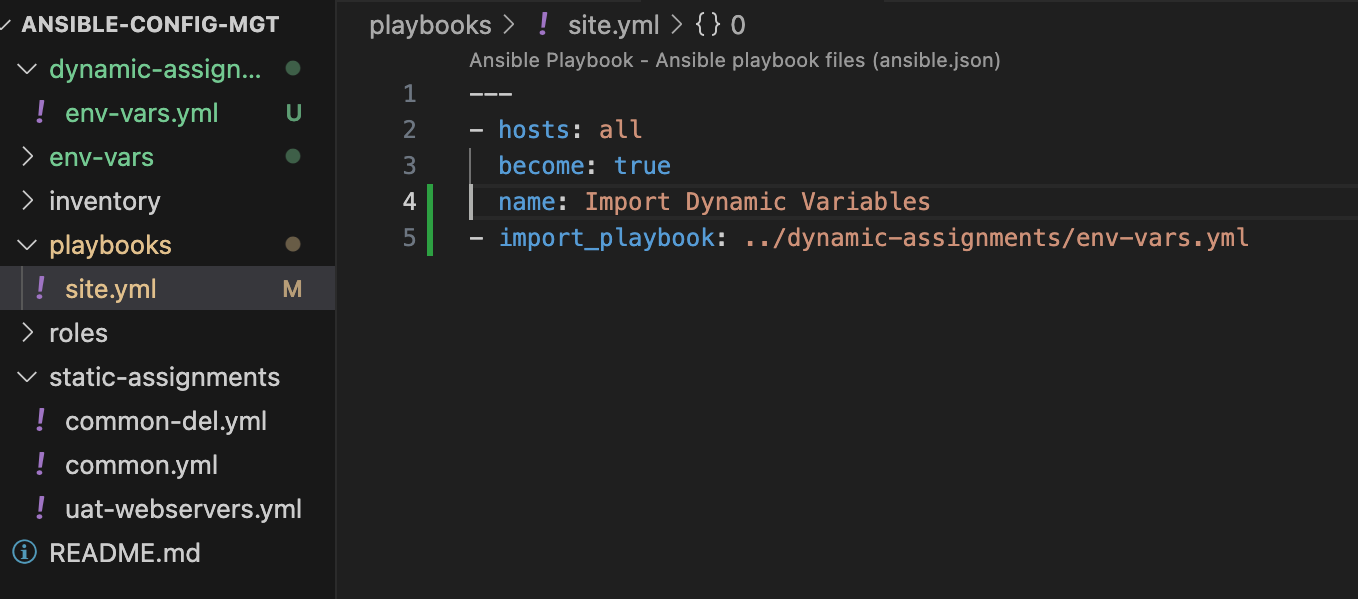 ANSIBLE-CONFIG-MGT
dynamic-assign...
! env-vars.yml U
env-vars
inventory
playbooks
! site.yml M
roles
static-assignments
! common-del.yml
! common.yml
! uat-webservers.yml
README.md
playbooks > ! site.yml > {} 0
Ansible Playbook - Ansible playbook files (ansible.json)
1 ---
2 - hosts: all
3 become: true
4 name: Import Dynamic Variables
5 - import_playbook: ../dynamic-assignments/env-vars.yml